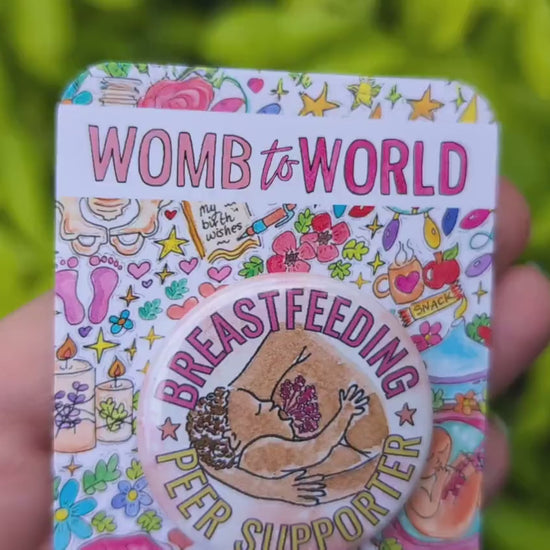 WOMB to WORLD
my
birth
wishes
SNACK
BREASTFEEDING
PEER SUPPORTER